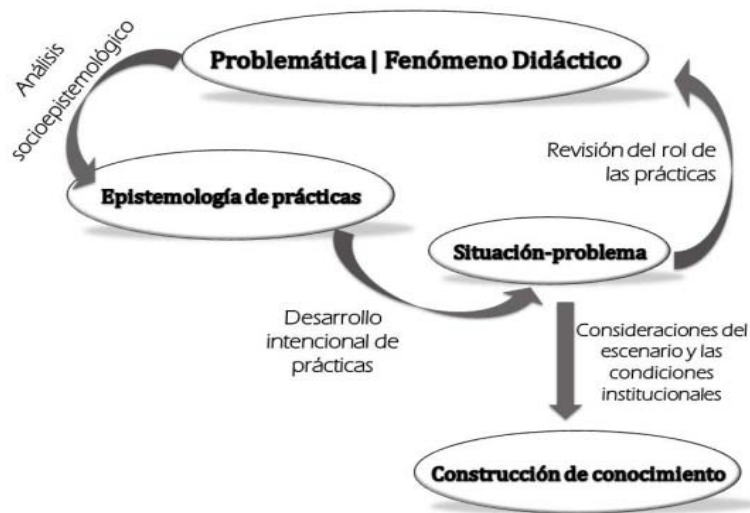 Problemática | Fenómeno Didáctico
Análisis
socioepistemológico
Revisión del rol de
las prácticas
Epistemología de prácticas
Situación-problema
Desarrollo
intencional de
prácticas
Consideraciones del
escenario y las
condiciones
institucionales
Construcción de conocimiento